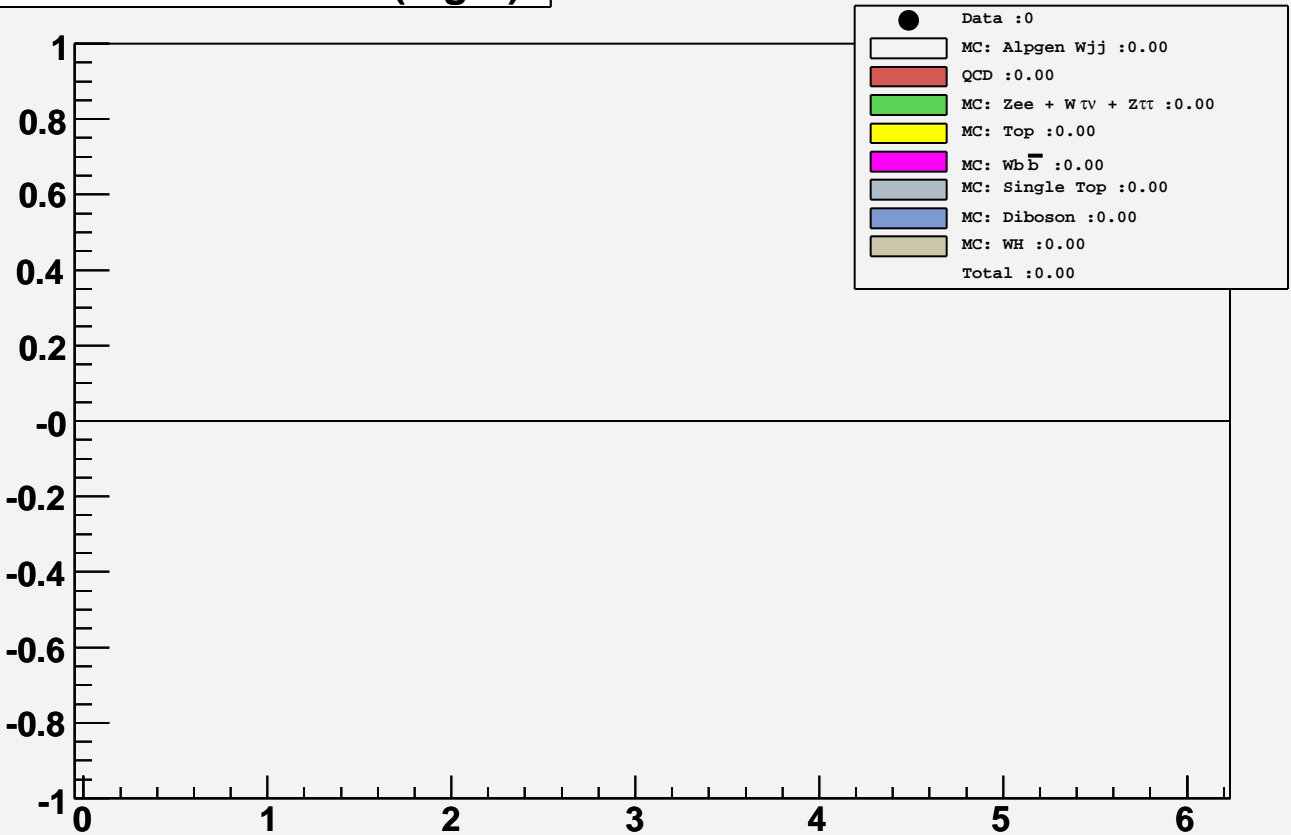 Data :0
MC: Alpgen Wjj :0.00
QCD :0.00
MC: Zee + Wτν + Zττ :0.00
MC: Top :0.00
MC: Wbb̅ :0.00
MC: Single Top :0.00
MC: Diboson :0.00
MC: WH :0.00
Total :0.00
1
0.8
0.6
0.4
0.2
-0
-0.2
-0.4
-0.6
-0.8
-1
0 1 2 3 4 5 6